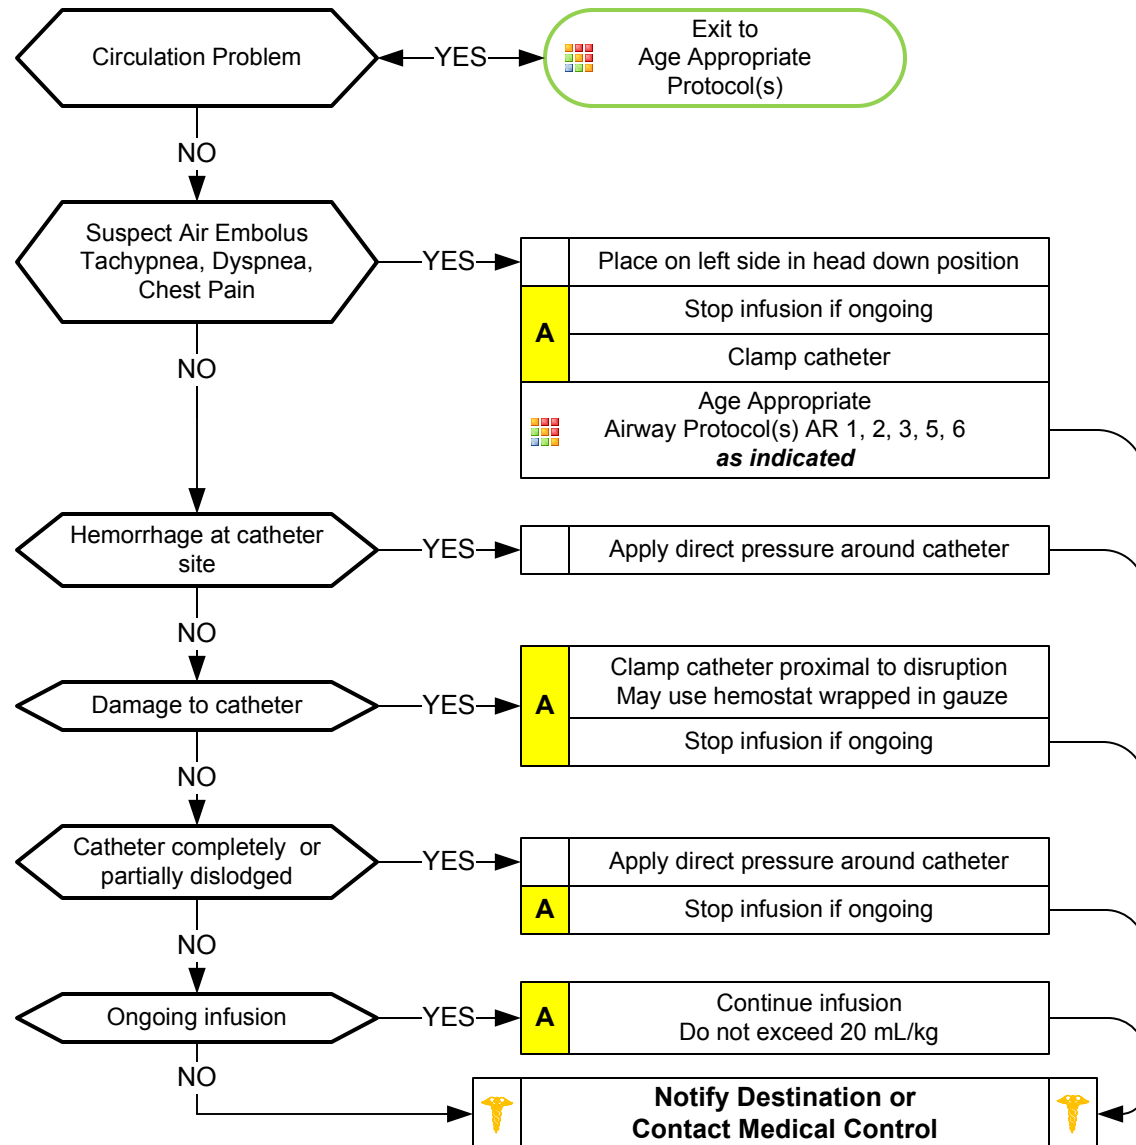 Circulation Problem
YES
Exit to
Age Appropriate
Protocol(s)
NO
Suspect Air Embolus
Tachypnea, Dyspnea,
Chest Pain
YES
Place on left side in head down position
A
Stop infusion if ongoing
Clamp catheter
Age Appropriate
Airway Protocol(s) AR 1, 2, 3, 5, 6
as indicated
NO
Hemorrhage at catheter
site
YES
Apply direct pressure around catheter
NO
Damage to catheter
YES
A
Clamp catheter proximal to disruption
May use hemostat wrapped in gauze
Stop infusion if ongoing
NO
Catheter completely or
partially dislodged
YES
Apply direct pressure around catheter
A
Stop infusion if ongoing
NO
Ongoing infusion
YES
A
Continue infusion
Do not exceed 20 mL/kg
NO
Notify Destination or
Contact Medical Control